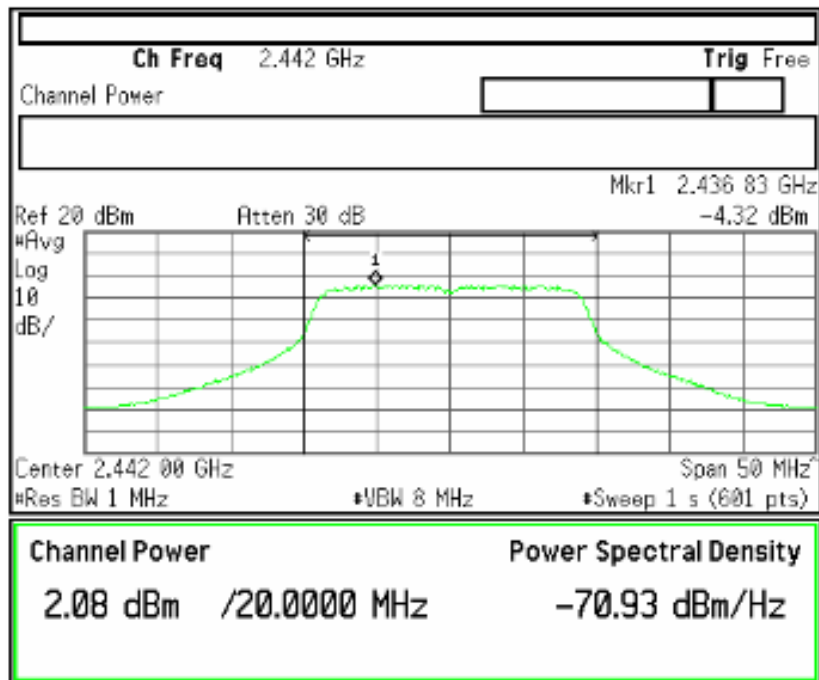 Ch Freq 2.442 GHz Trig Free
Channel Power
Mkr1 2.436 83 GHz
Ref 20 dBm Atten 30 dB -4.32 dBm
#Avg
Log
10
dB/
1
Center 2.442 00 GHz Span 50 MHz^
#Res BW 1 MHz #VBW 8 MHz #Sweep 1 s (601 pts)
Channel Power Power Spectral Density
2.08 dBm /20.0000 MHz -70.93 dBm/Hz